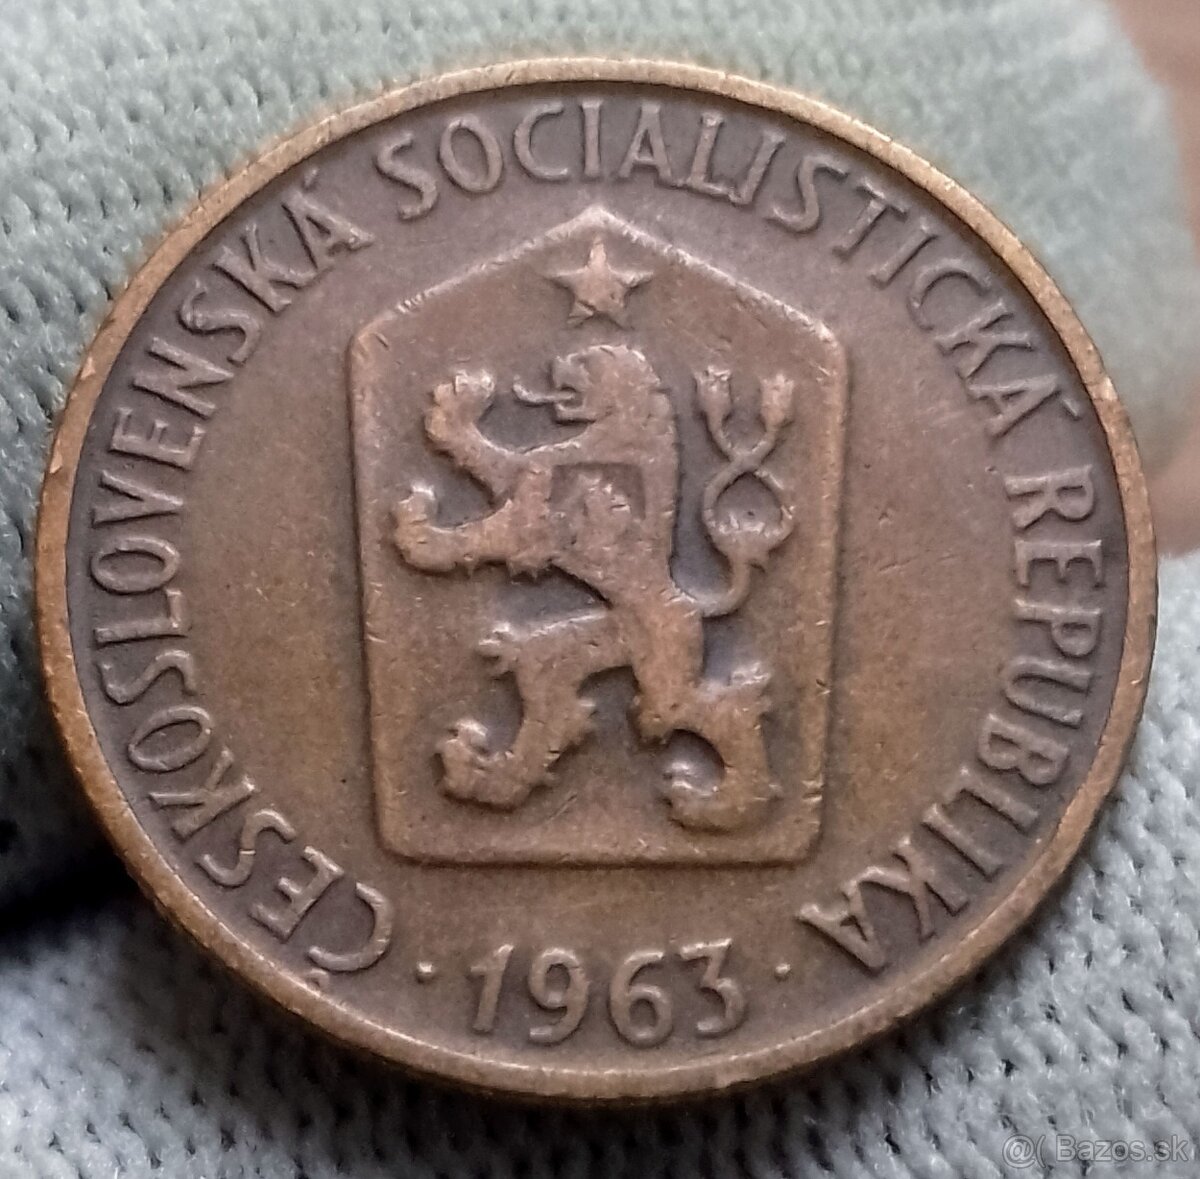 ČESKOSLOVENSKÁ SOCIALISTICKÁ REPUBLIKA
· 1963 ·
@( Bazos.sk